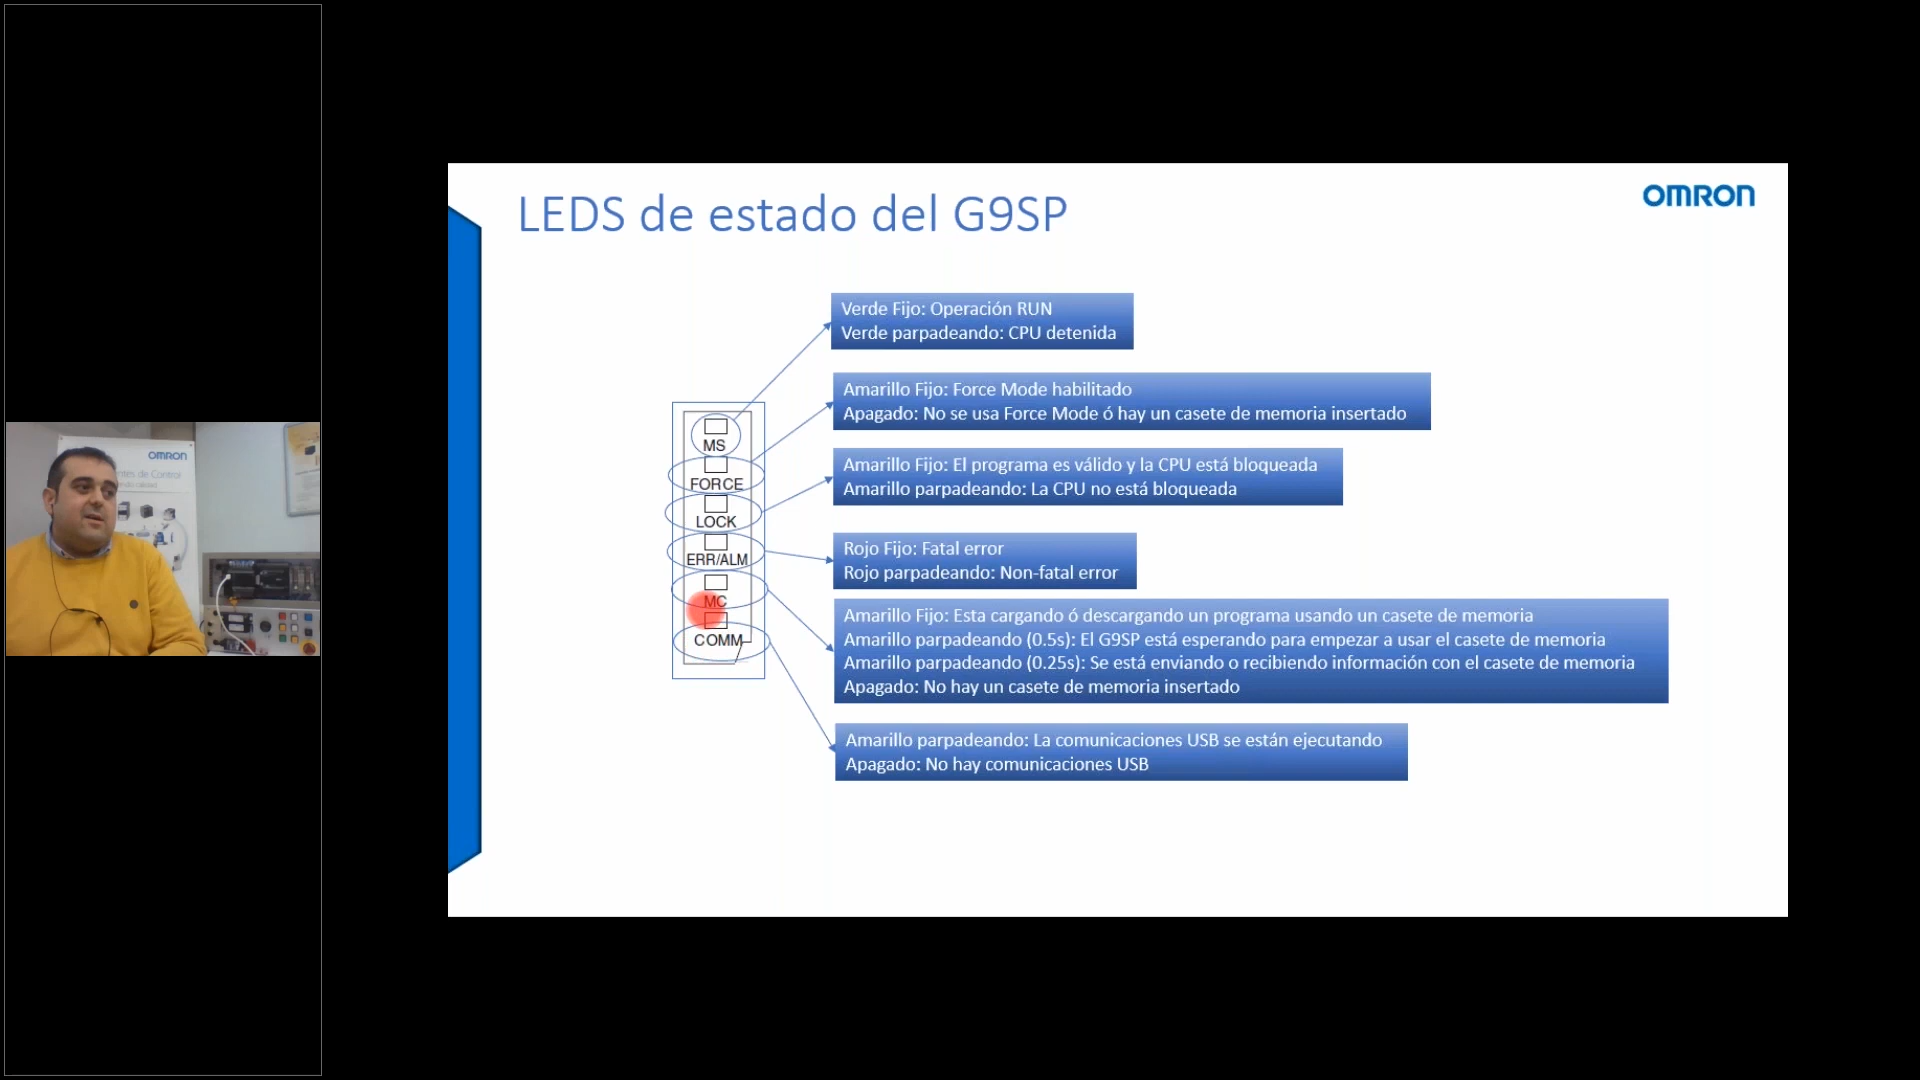 LEDS de estado del G9SP
OMRON
Verde Fijo: Operación RUN
Verde parpadeando: CPU detenida
Amarillo Fijo: Force Mode habilitado
Apagado: No se usa Force Mode ó hay un casete de memoria insertado
Amarillo Fijo: El programa es válido y la CPU está bloqueada
Amarillo parpadeando: La CPU no está bloqueada
Rojo Fijo: Fatal error
Rojo parpadeando: Non-fatal error
Amarillo Fijo: Esta cargando ó descargando un programa usando un casete de memoria
Amarillo parpadeando (0.5s): El G9SP está esperando para empezar a usar el casete de memoria
Amarillo parpadeando (0.25s): Se está enviando o recibiendo información con el casete de memoria
Apagado: No hay un casete de memoria insertado
Amarillo parpadeando: La comunicaciones USB se están ejecutando
Apagado: No hay comunicaciones USB
MS
FORCE
LOCK
ERR/ALM
MC
COMM
OMRON
de Control